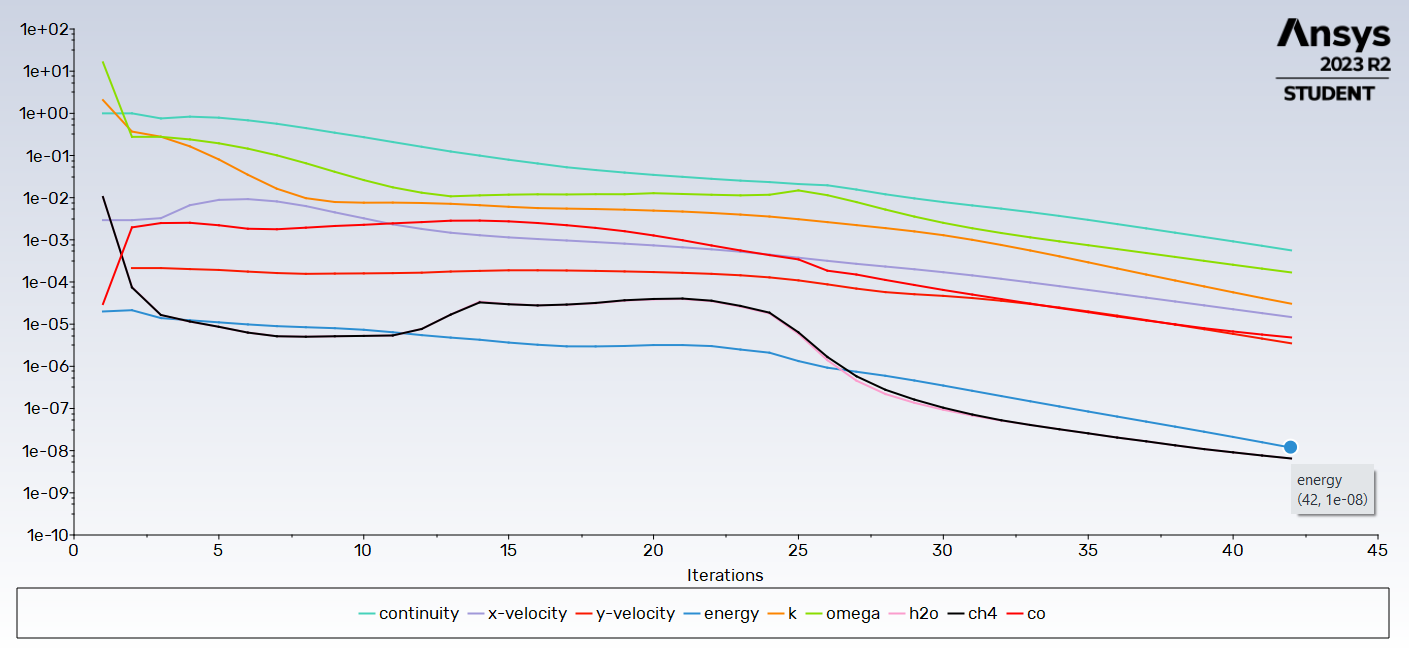 Ansys
2023 R2
STUDENT
1e+02
1e+01
1e+00
1e-01
1e-02
1e-03
1e-04
1e-05
1e-06
1e-07
1e-08
1e-09
1e-10
energy
(42, 1e-08)
0 5 10 15 20 25 30 35 40 45
Iterations
continuity x-velocity y-velocity energy k omega h2o ch4 co